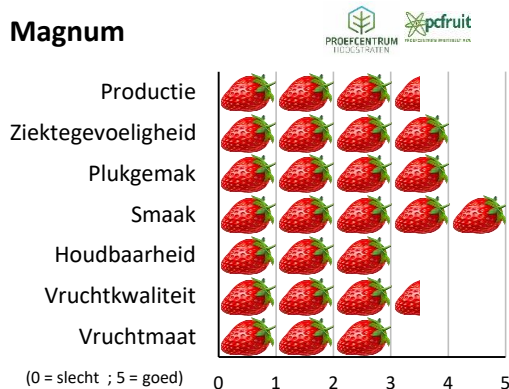 Magnum
PROEFCENTRUM
HOOGSTRATEN
pcfruit
Productie
Ziektegevoeligheid
Plukgemak
Smaak
Houdbaarheid
Vruchtkwaliteit
Vruchtmaat
(0 = slecht ; 5 = goed)
0 1 2 3 4 5